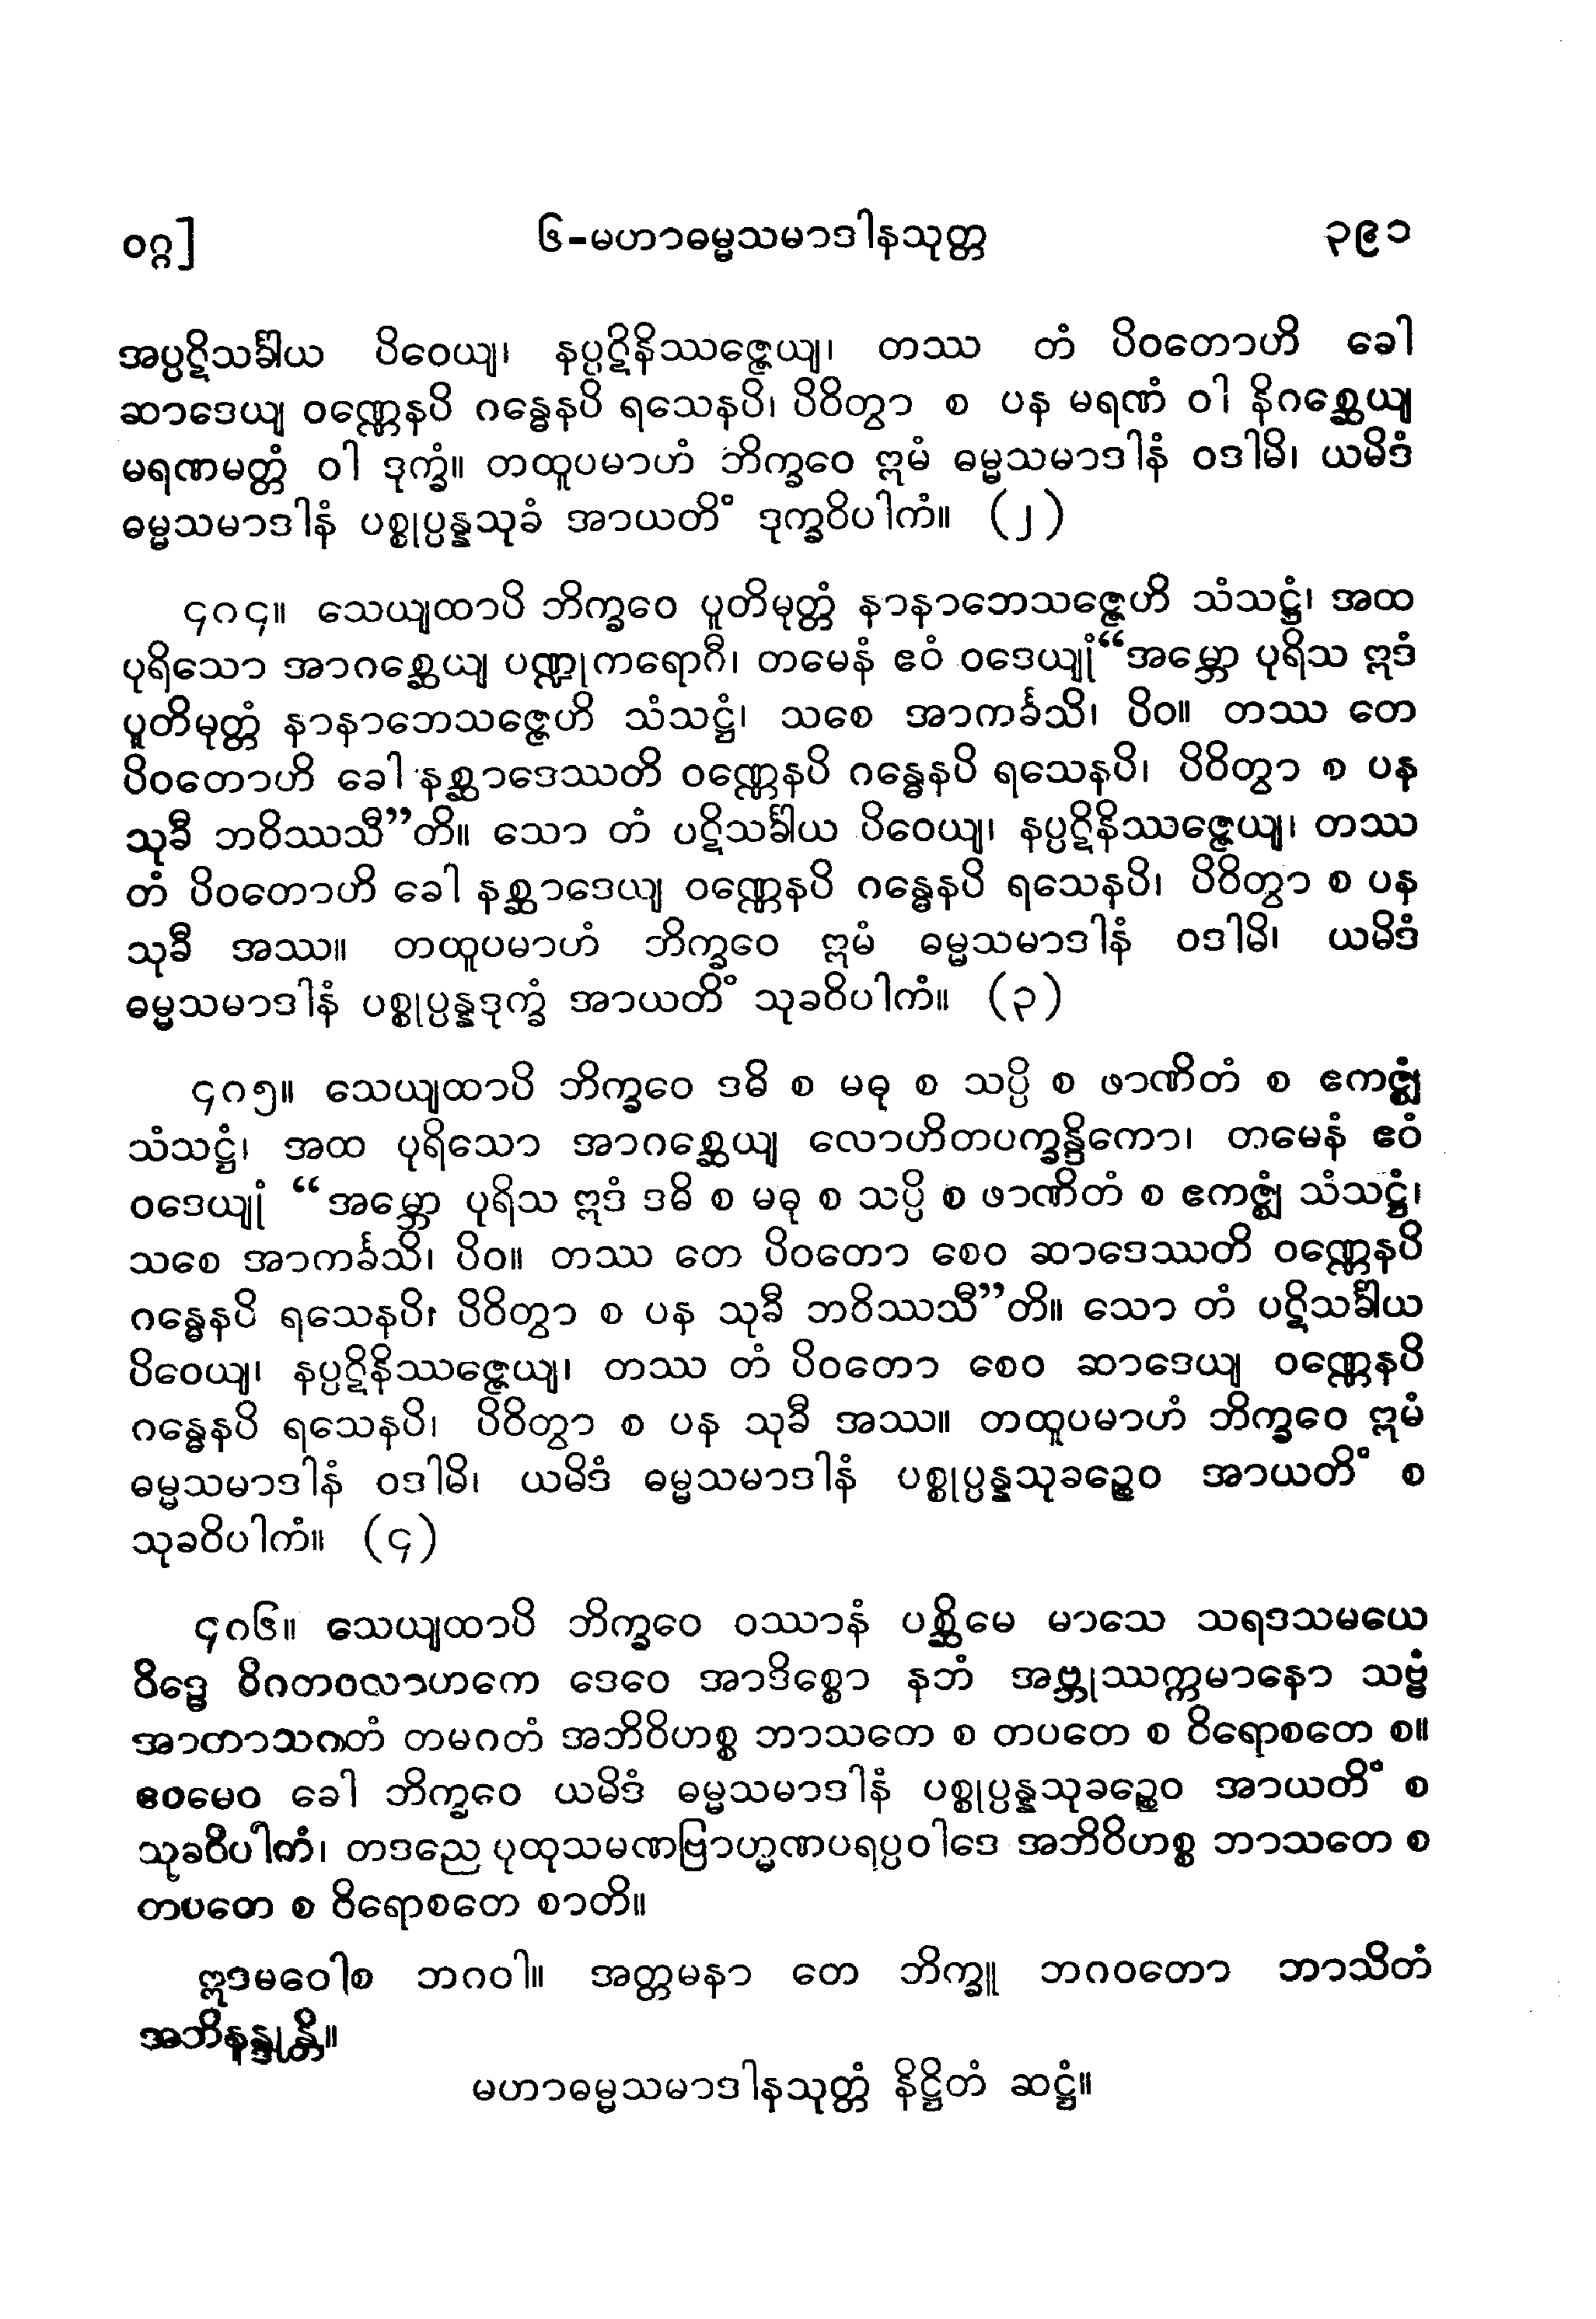 ဝဂ္ဂ] ၆-မဟာဓမ္မသမာဒါနသုတ္တ ၃၉၁
အပ္ပဋိသင်္ခါယ ပိဝေယျ၊ နပ္ပဋိနိဿဇ္ဇေယျ၊ တဿ တံ ပိဝတောဟိ ခေါ
ဆာဒေယျ ဝဏ္ဏေနပိ ဂန္ဓေနပိ ရသေနပိ၊ ပိဝိတွာ စ ပန မရဏံ ဝါ နိဂစ္ဆေယျ
မရဏမတ္တံ ဝါ ဒုက္ခံ။ တထူပမာဟံ ဘိက္ခဝေ ဣမံ ဓမ္မသမာဒါနံ ဝဒါမိ၊ ယမိဒံ
ဓမ္မသမာဒါနံ ပစ္စုပ္ပန္နသုခံ အာယတိံ ဒုက္ခဝိပါကံ။ (၂)
၄၈၄။ သေယျထာပိ ဘိက္ခဝေ ပူတိမုတ္တံ နာနာဘေသဇ္ဇေဟိ သံသဋ္ဌံ၊ အထ
ပုရိသော အာဂစ္ဆေယျ ပဏ္ဍုကရောဂီ၊ တမေနံ ဧဝံ ဝဒေယျုံ“အမ္ဘော ပုရိသ ဣဒံ
ပူတိမုတ္တံ နာနာဘေသဇ္ဇေဟိ သံသဋ္ဌံ၊ သစေ အာကင်္ခသိ၊ ပိဝ။ တဿ တေ
ပိဝတောဟိ ခေါ နစ္ဆာဒေဿတိ ဝဏ္ဏေနပိ ဂန္ဓေနပိ ရသေနပိ၊ ပိဝိတွာ စ ပန
သုခီ ဘဝိဿသီ”တိ။ သော တံ ပဋိသင်္ခါယ ပိဝေယျ၊ နပ္ပဋိနိဿဇ္ဇေယျ၊ တဿ
တံ ပိဝတောဟိ ခေါ နစ္ဆာဒေယျ ဝဏ္ဏေနပိ ဂန္ဓေနပိ ရသေနပိ၊ ပိဝိတွာ စ ပန
သုခီ အဿ။ တထူပမာဟံ ဘိက္ခဝေ ဣမံ ဓမ္မသမာဒါနံ ဝဒါမိ၊ ယမိဒံ
ဓမ္မသမာဒါနံ ပစ္စုပ္ပန္နဒုက္ခံ အာယတိံ သုခဝိပါကံ။ (၃)
၄၈၅။ သေယျထာပိ ဘိက္ခဝေ ဒဓိ စ မဓု စ သပ္ပိ စ ဖာဏိတံ စ ဧကဇ္ဈံ
သံသဋ္ဌံ၊ အထ ပုရိသော အာဂစ္ဆေယျ လောဟိတပက္ခန္ဒိကော၊ တမေနံ ဧဝံ
ဝဒေယျုံ “အမ္ဘော ပုရိသ ဣဒံ ဒဓိ စ မဓု စ သပ္ပိ စ ဖာဏိတံ စ ဧကဇ္ဈံ သံသဋ္ဌံ၊
သစေ အာကင်္ခသိ၊ ပိဝ။ တဿ တေ ပိဝတော စေဝ ဆာဒေဿတိ ဝဏ္ဏေနပိ
ဂန္ဓေနပိ ရသေနပိ၊ ပိဝိတွာ စ ပန သုခီ ဘဝိဿသီ”တိ။ သော တံ ပဋိသင်္ခါယ
ပိဝေယျ၊ နပ္ပဋိနိဿဇ္ဇေယျ၊ တဿ တံ ပိဝတော စေဝ ဆာဒေယျ ဝဏ္ဏေနပိ
ဂန္ဓေနပိ ရသေနပိ၊ ပိဝိတွာ စ ပန သုခီ အဿ။ တထူပမာဟံ ဘိက္ခဝေ ဣမံ
ဓမ္မသမာဒါနံ ဝဒါမိ၊ ယမိဒံ ဓမ္မသမာဒါနံ ပစ္စုပ္ပန္နသုခဉ္စေဝ အာယတိံ စ
သုခဝိပါကံ။ (၄)
၄၈၆။ သေယျထာပိ ဘိက္ခဝေ ဝဿာနံ ပစ္ဆိမေ မာသေ သရဒသမယေ
ဝိဒ္ဓေ ဝိဂတဝလာဟကေ ဒေဝေ အာဒိစ္စော နဘံ အဗ္ဘုဿက္ကမာနော သဗ္ဗံ
အာကာသဂတံ တမဂတံ အဘိဝိဟစ္စ ဘာသတေ စ တပတေ စ ဝိရောစတေ စ။
ဧဝမေဝ ခေါ ဘိက္ခဝေ ယမိဒံ ဓမ္မသမာဒါနံ ပစ္စုပ္ပန္နသုခဉ္စေဝ အာယတိံ စ
သုခဝိပါကံ၊ တဒညေ ပုထုသမဏဗြာဟ္မဏပရပ္ပဝါဒေ အဘိဝိဟစ္စ ဘာသတေ စ
တပတေ စ ဝိရောစတေ စာတိ။
ဣဒမဝေါစ ဘဂဝါ။ အတ္တမနာ တေ ဘိက္ခူ ဘဂဝတော ဘာသိတံ
အဘိနန္ဒုန္တိ။
မဟာဓမ္မသမာဒါနသုတ္တံ နိဋ္ဌိတံ ဆဋ္ဌံ။